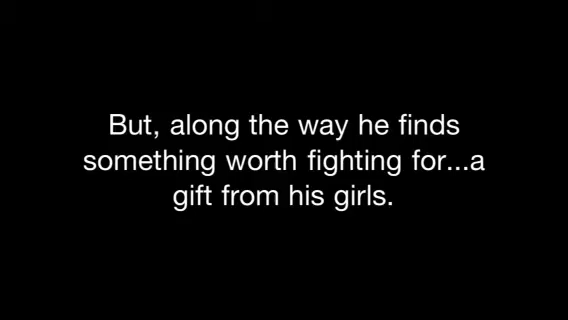 But, along the way he finds
something worth fighting for...a
gift from his girls.